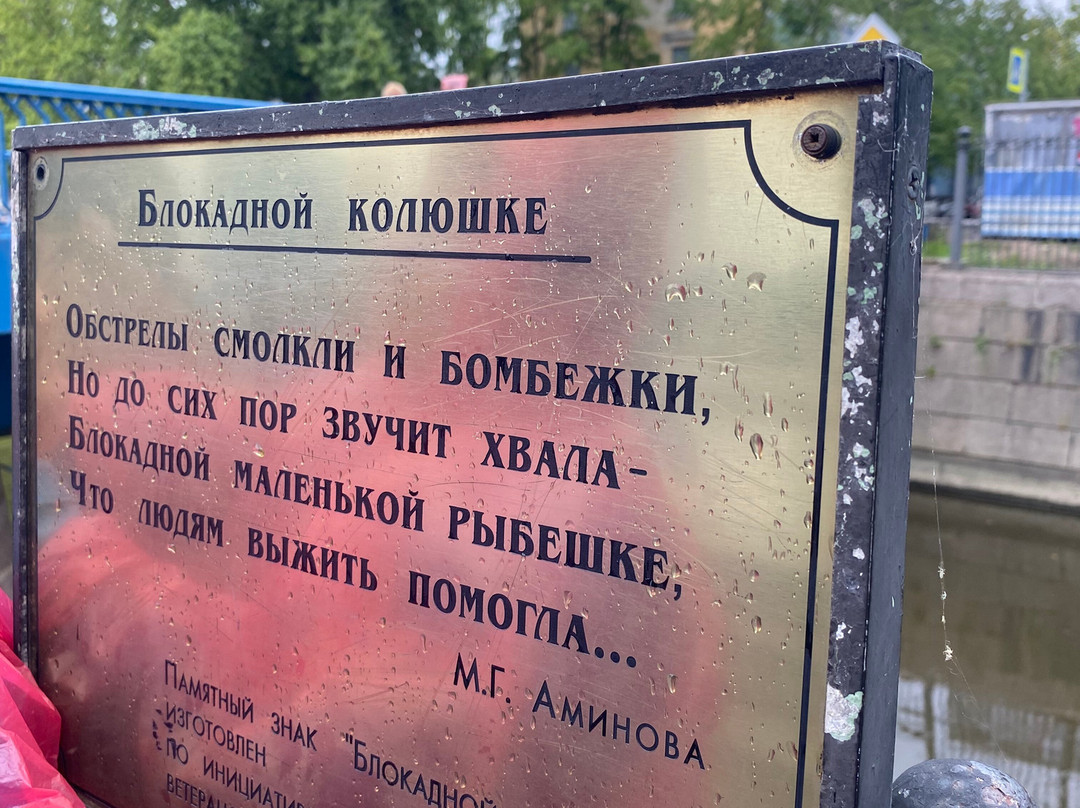 Блокадной колюшке
Обстрелы смолкли и бомбежки,
Но до сих пор звучит хвала-
Блокадной маленькой рыбешке,
Что людям выжить помогла...
М.Г. Аминова
Памятный знак "Блокадной
изготовлен
по